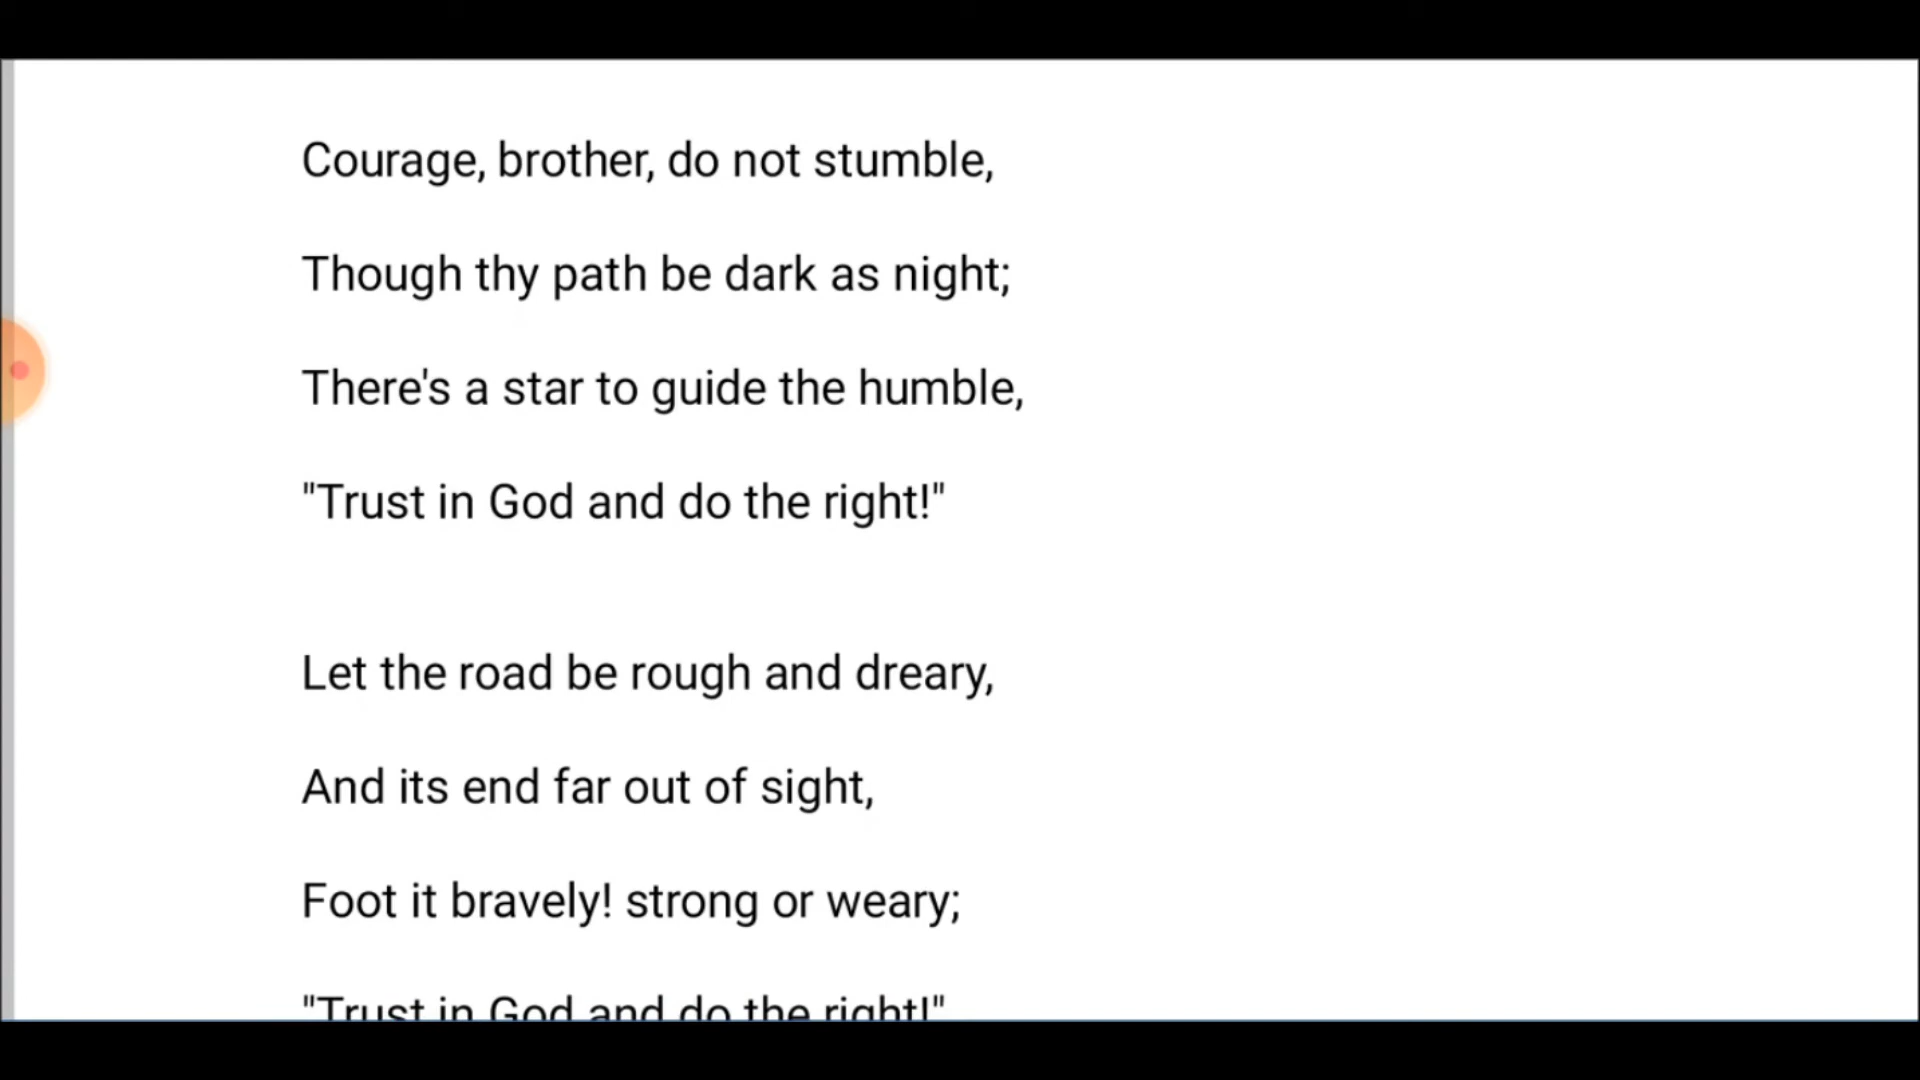 Courage, brother, do not stumble,
Though thy path be dark as night;
There's a star to guide the humble,
"Trust in God and do the right!"
Let the road be rough and dreary,
And its end far out of sight,
Foot it bravely! strong or weary;
"Trust in God and do the right!"